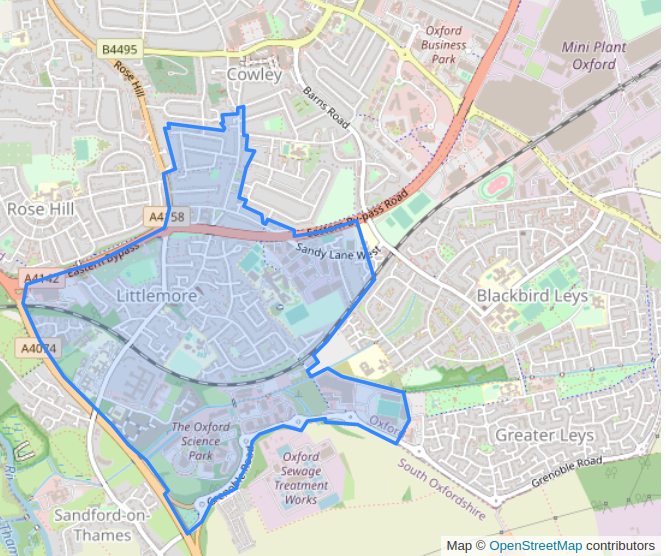 B4495
Cowley
Oxford
Business
Park
Mini Plant
Oxford
Rose Hill
Barns Road
Rose Hill
A4158
Eastern Bypass Road
Eastern Bypass
Sandy Lane West
A4142
Littlemore
Blackbird Leys
A4074
The Oxford
Science
Park
Oxford
Greater Leys
Grenoble Road
Oxford
Sewage
Treatment
Works
South Oxfordshire
Grenoble Road
Sandford-on-
Thames
Map © OpenStreetMap contributors